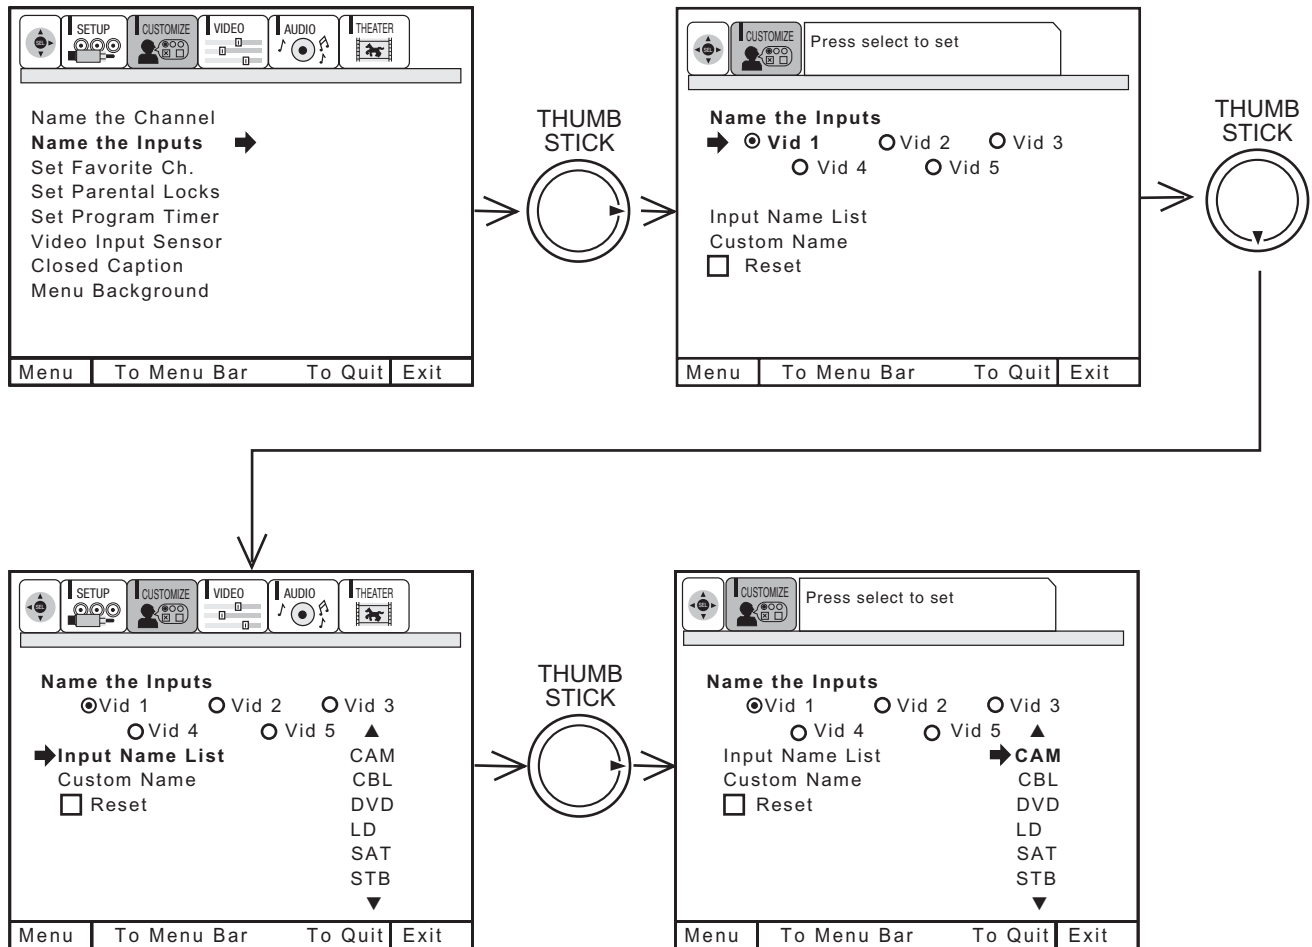 SETUP CUSTOMIZE VIDEO AUDIO THEATER
SEL
Name the Channel
Name the Inputs
Set Favorite Ch.
Set Parental Locks
Set Program Timer
Video Input Sensor
Closed Caption
Menu Background
Menu To Menu Bar To Quit Exit
THUMB
STICK
CUSTOMIZE
SEL
Press select to set
Name the Inputs
Vid 1 Vid 2 Vid 3
Vid 4 Vid 5
Input Name List
Custom Name
Reset
Menu To Menu Bar To Quit Exit
THUMB
STICK
SETUP CUSTOMIZE VIDEO AUDIO THEATER
SEL
Name the Inputs
Vid 1 Vid 2 Vid 3
Vid 4 Vid 5
Input Name List CAM
Custom Name CBL
Reset DVD
LD
SAT
STB
Menu To Menu Bar To Quit Exit
THUMB
STICK
CUSTOMIZE
SEL
Press select to set
Name the Inputs
Vid 1 Vid 2 Vid 3
Vid 4 Vid 5
Input Name List CAM
Custom Name CBL
Reset DVD
LD
SAT
STB
Menu To Menu Bar To Quit Exit